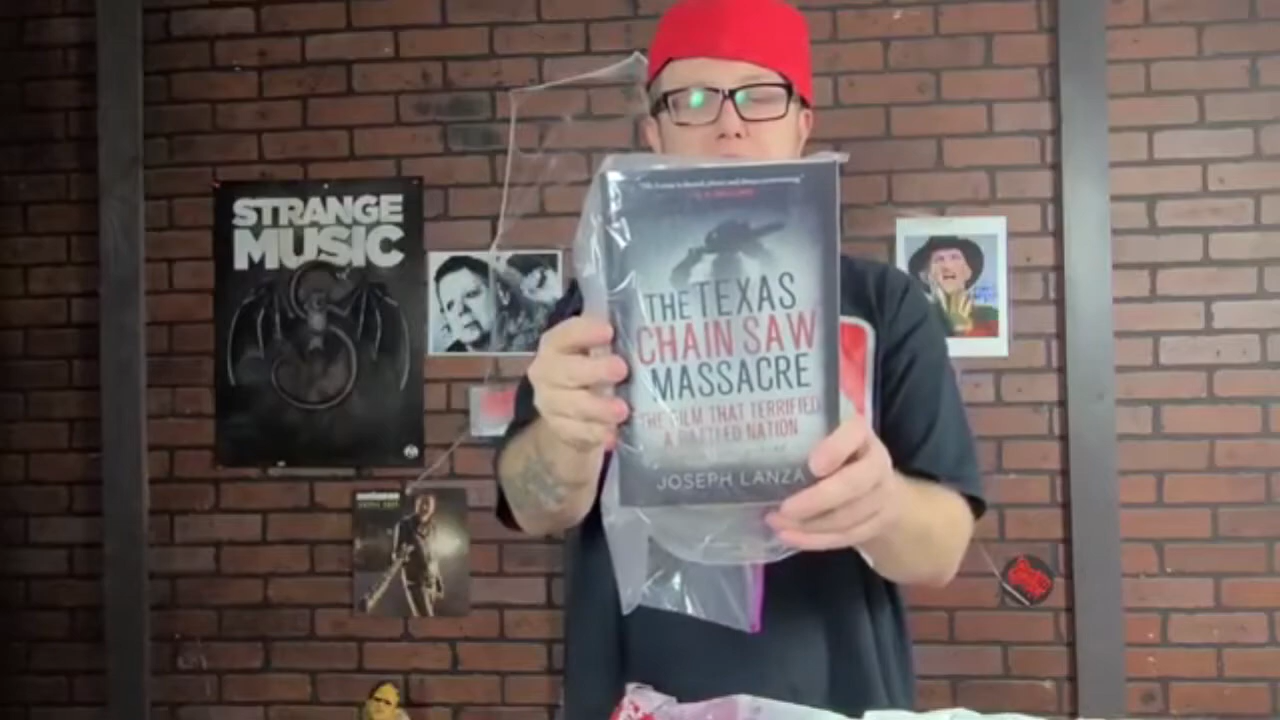 STRANGE
MUSIC
THE TEXAS
CHAIN SAW
MASSACRE
THE FILM THAT TERRIFIED
A RATTLED NATION
JOSEPH LANZA